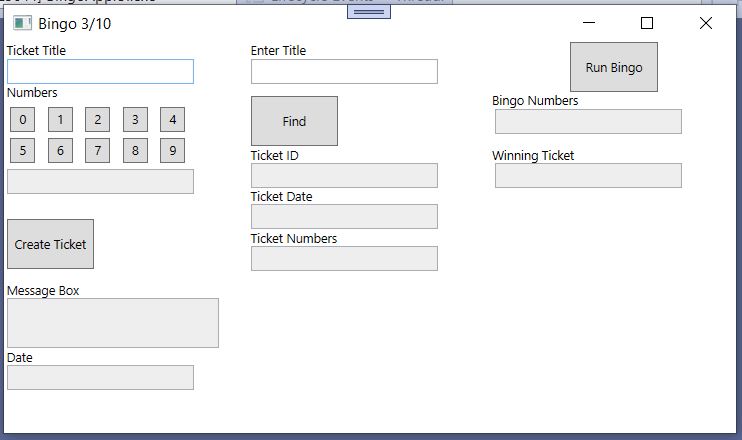 Bingo 3/10
Ticket Title
Enter Title
Run Bingo
Numbers
Bingo Numbers
0 1 2 3 4
Find
5 6 7 8 9
Ticket ID
Winning Ticket
Ticket Date
Create Ticket
Ticket Numbers
Message Box
Date